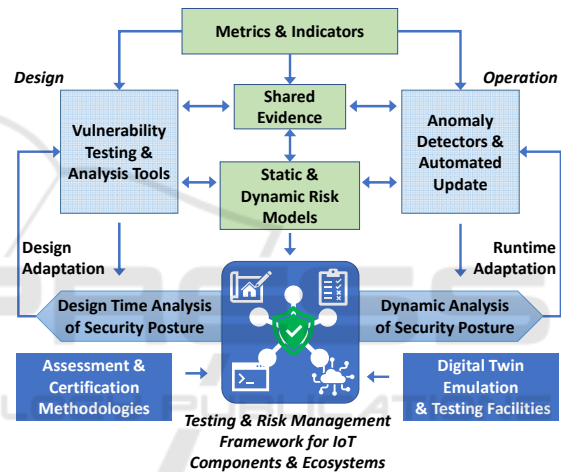 Metrics & Indicators
Design
Operation
Shared
Evidence
Vulnerability
Testing &
Analysis Tools
Anomaly
Detectors &
Automated
Update
Static &
Dynamic Risk
Models
Design
Adaptation
Runtime
Adaptation
Design Time Analysis
of Security Posture
Dynamic Analysis
of Security Posture
Assessment &
Certification
Methodologies
>_
Digital Twin
Emulation
& Testing Facilities
Testing & Risk Management
Framework for IoT
Components & Ecosystems